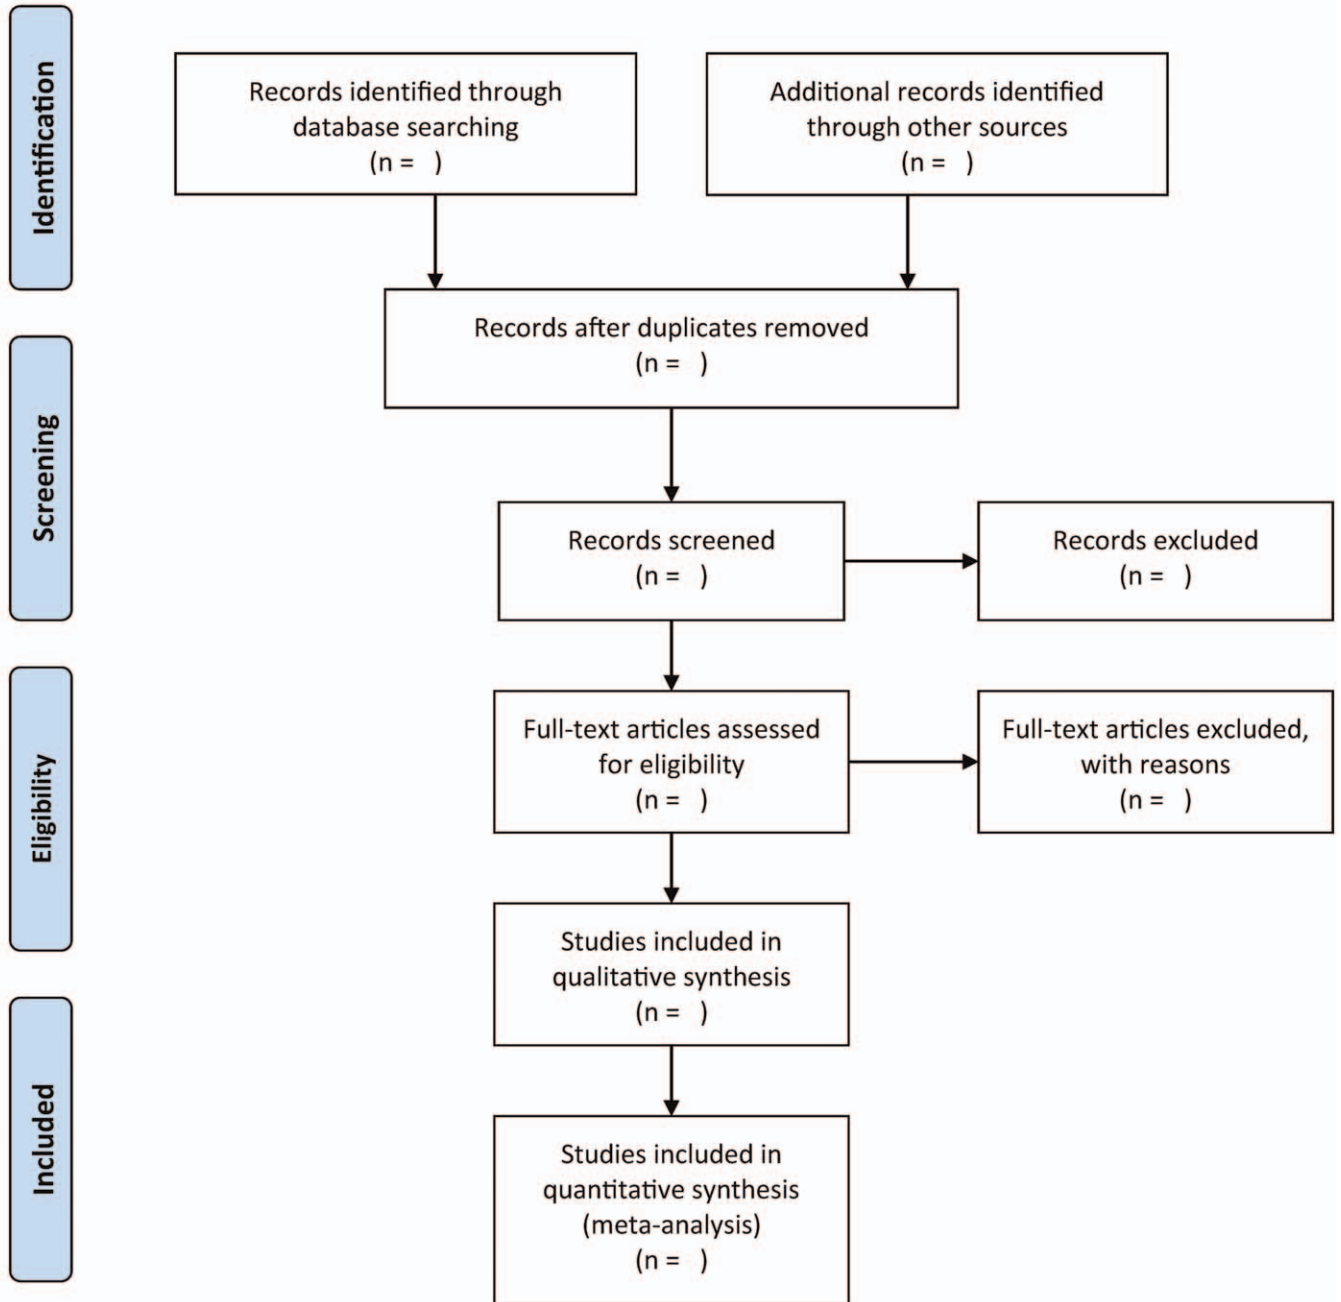 Identification
Records identified through
database searching
(n =   )
Additional records identified
through other sources
(n =   )
Records after duplicates removed
(n =   )
Screening
Records screened
(n =   )
Records excluded
(n =   )
Eligibility
Full-text articles assessed
for eligibility
(n =   )
Full-text articles excluded,
with reasons
(n =   )
Studies included in
qualitative synthesis
(n =   )
Included
Studies included in
quantitative synthesis
(meta-analysis)
(n =   )